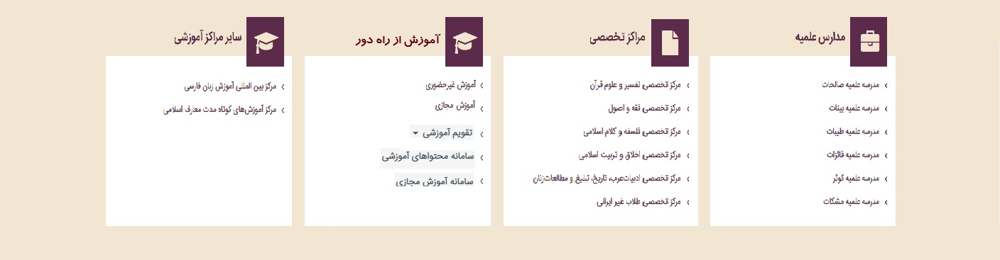 مدارس علمیه
مدرسه علمیه صالحات
مدرسه علمیه بینات
مدرسه علمیه طیبات
مدرسه علمیه فائزات
مدرسه علمیه کوثر
مدرسه علمیه مشکات
مراکز تخصصی
مرکز تخصصی تفسیر و علوم قرآن
مرکز تخصصی فقه و اصول
مرکز تخصصی فلسفه و کلام اسلامی
مرکز تخصصی اخلاق و تربیت اسلامی
مرکز تخصصی ادبیات‌عرب، تاریخ، تبلیغ و مطالعات‌زنان
مرکز تخصصی طلاب غیر ایرانی
آموزش از راه دور
آموزش غیرحضوری
آموزش مجازی
تقویم آموزشی
سامانه محتواهای آموزشی
سامانه آموزش مجازی
سایر مراکز آموزشی
مرکز بین المللی آموزش زبان فارسی
مرکز آموزش‌های کوتاه مدت معارف اسلامی